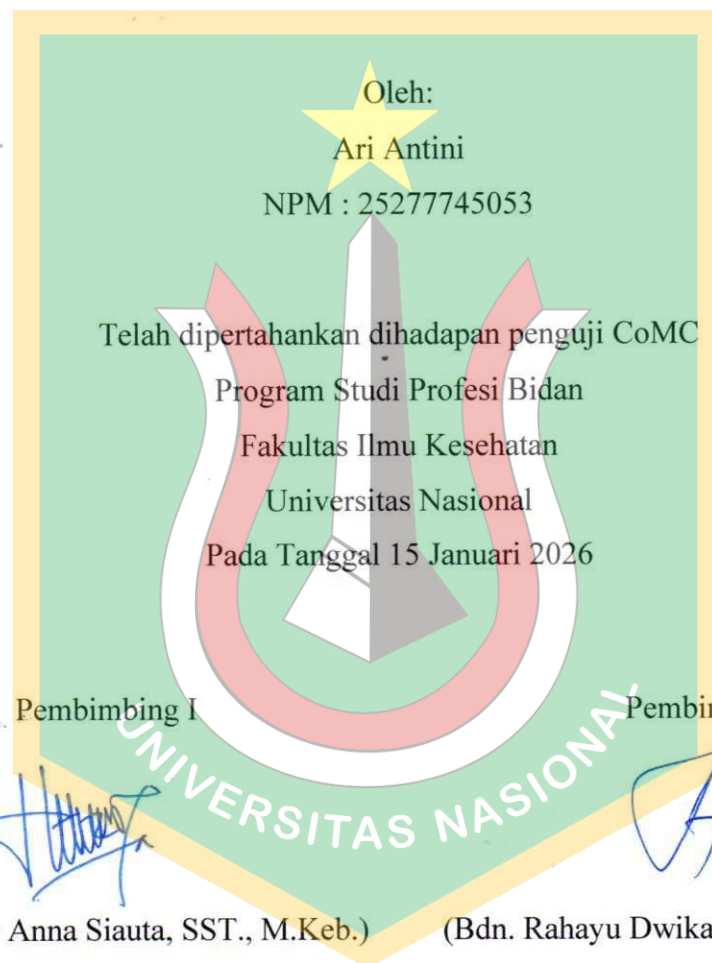 Oleh:
Ari Antini
NPM : 25277745053
Telah dipertahankan dihadapan penguji CoMC
Program Studi Profesi Bidan
Fakultas Ilmu Kesehatan
Universitas Nasional
Pada Tanggal 15 Januari 2026
Pembimbing I Pembim
UNIVERSITAS NASIONAL
Anna Siauta, SST., M.Keb.) (Bdn. Rahayu Dwika